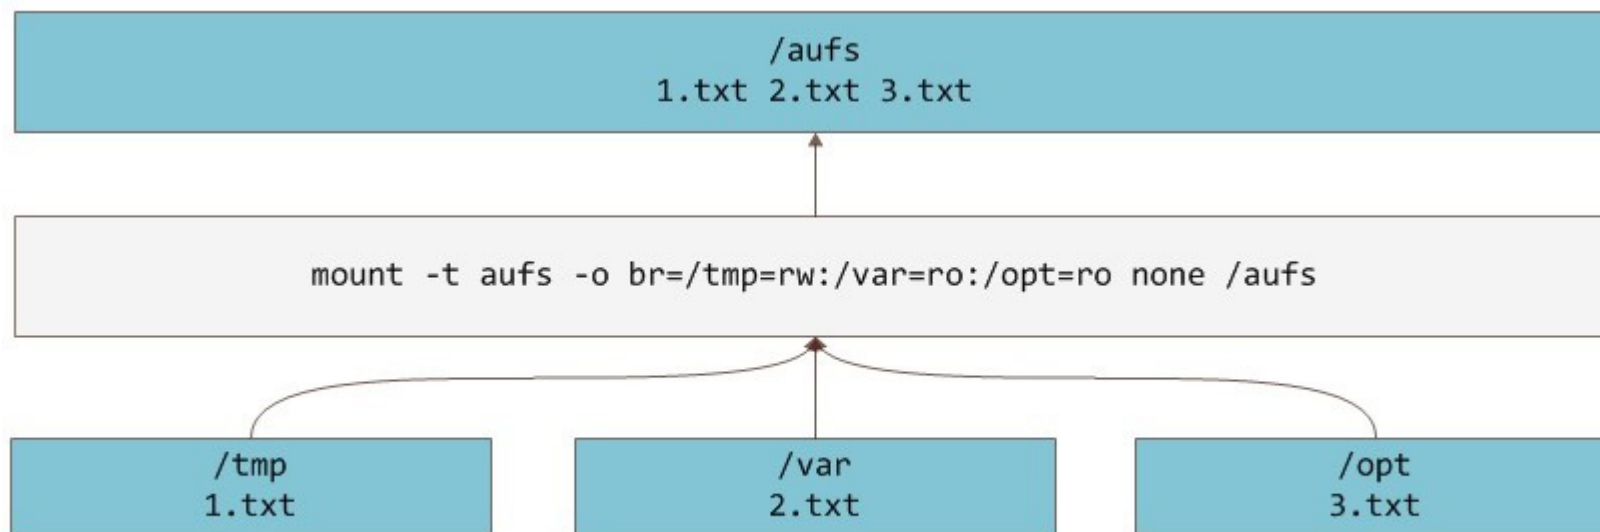 /aufs
1.txt 2.txt 3.txt
mount -t aufs -o br=/tmp=rw:/var=ro:/opt=ro none /aufs
/tmp
1.txt
/var
2.txt
/opt
3.txt